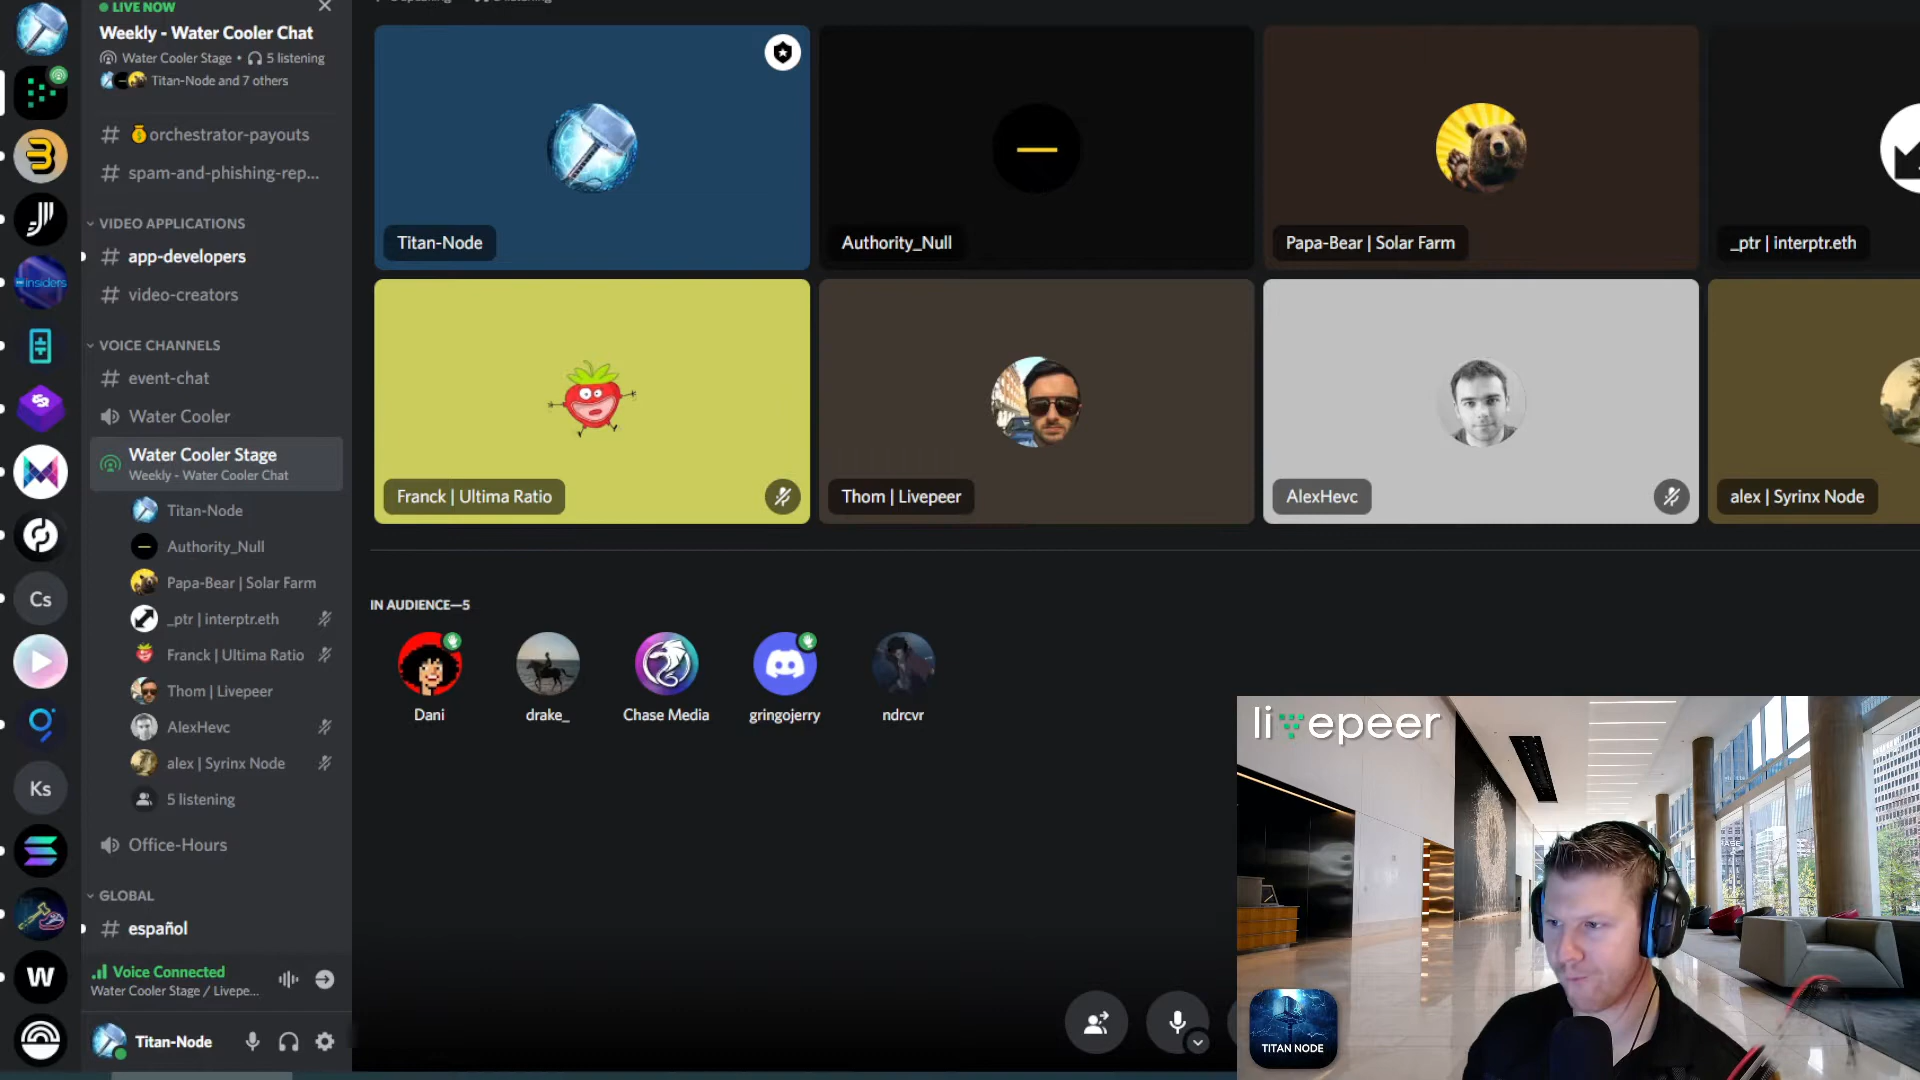 LIVE NOW
Weekly - Water Cooler Chat
Water Cooler Stage • 5 listening
Titan-Node and 7 others
orchestrator-payouts
spam-and-phishing-rep...
VIDEO APPLICATIONS
app-developers
video-creators
VOICE CHANNELS
event-chat
Water Cooler
Water Cooler Stage
Weekly - Water Cooler Chat
Titan-Node
Authority_Null
Papa-Bear | Solar Farm
_ptr | interptr.eth
Franck | Ultima Ratio
Thom | Livepeer
AlexHevc
alex | Syrinx Node
5 listening
Office-Hours
GLOBAL
español
Voice Connected
Water Cooler Stage / Livepe...
Titan-Node
insiders
Cs
Ks
W
Titan-Node
Authority_Null
Papa-Bear | Solar Farm
_ptr | interptr.eth
Franck | Ultima Ratio
Thom | Livepeer
AlexHevc
alex | Syrinx Node
IN AUDIENCE—5
Dani
drake_
Chase Media
gringojerry
ndrcvr
livepeer
TITAN NODE